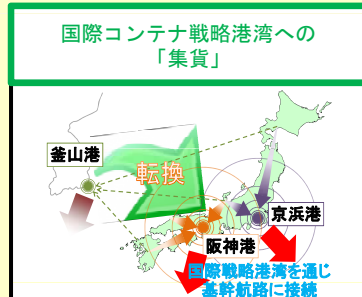 国際コンテナ戦略港湾への
「集貨」
釜山港
転換
京浜港
阪神港
国際戦略港湾を通じ
基幹航路に接続